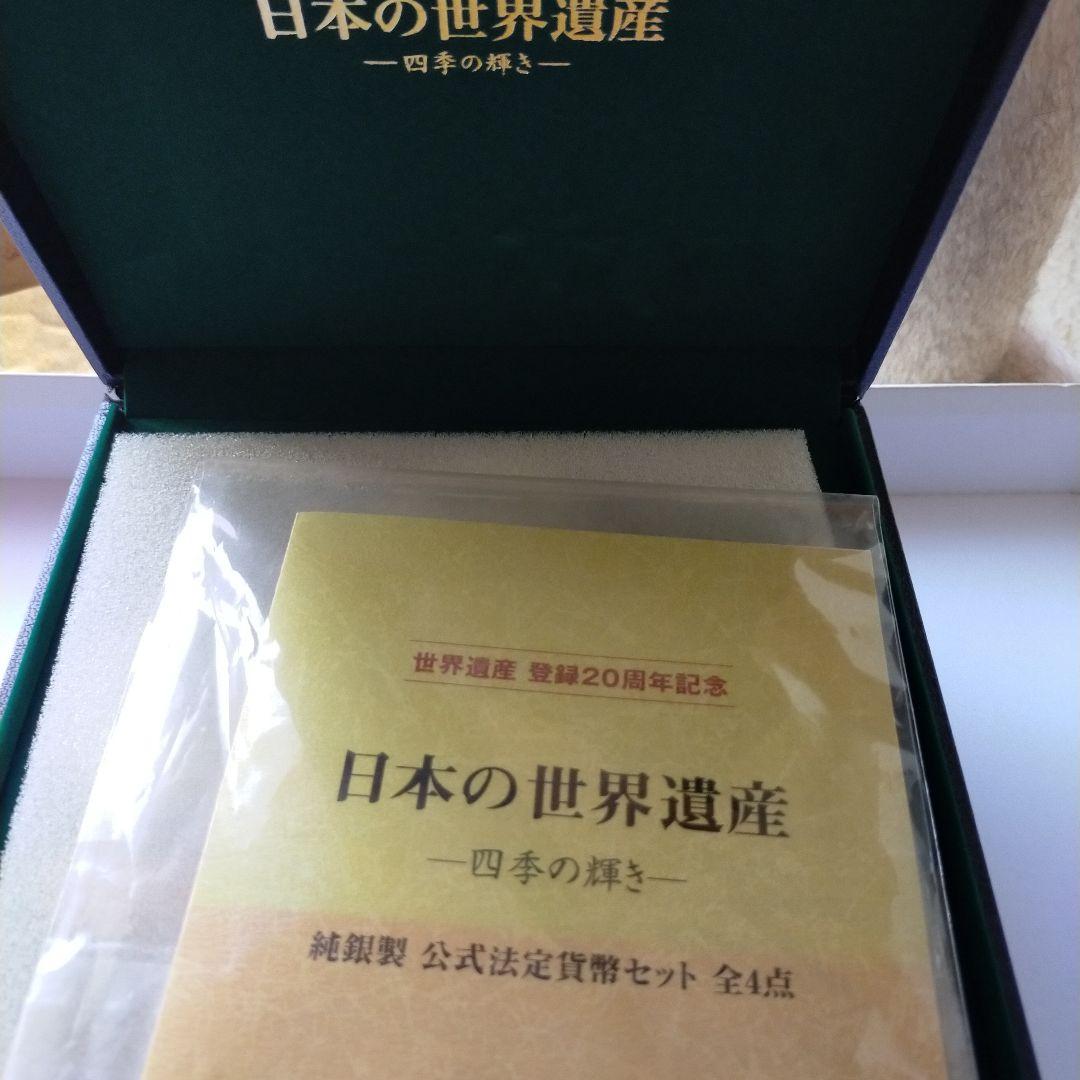 日本の世界遺産
―四季の輝き―
世界遺産 登録20周年記念
日本の世界遺産
―四季の輝き―
純銀製 公式法定貨幣セット 全4点